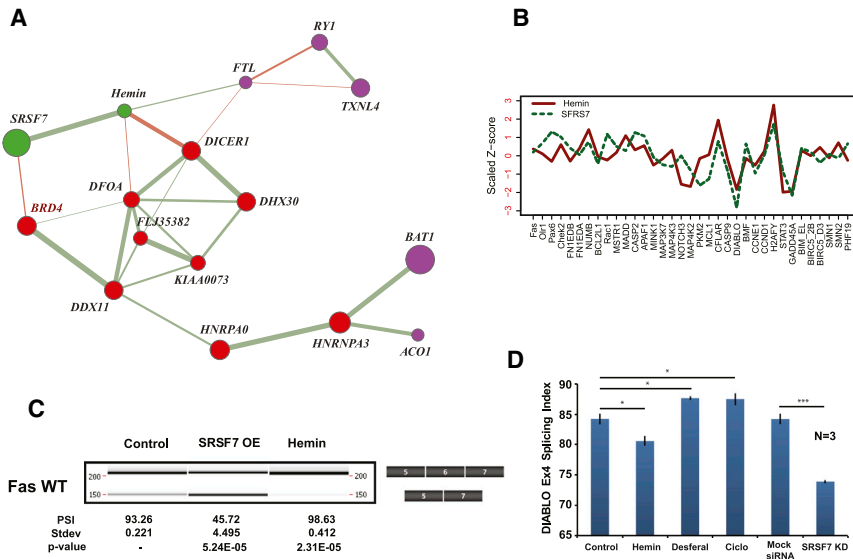 A
RY1
FTL
TXNL4
Hemin
SRSF7
DICER1
DFOA
DHX30
BRD4
FLJ35382
BAT1
KIAA0073
DDX11
HNRPA0
HNRNPA3
ACO1
B
Scaled Z-score
3
2
1
0
-1
-2
-3
Hemin
SFRS7
Fas
Olr1
Pax6
Chek2
FN1EDB
FN1EDA
NUMB
BCL2L1
Rac1
MSTR1
MADD
CASP2
APAF1
MINK1
MAP3K7
MAP4K3
NOTCH3
MAP4K2
PKM2
MCL1
CFLAR
CASP9
DIABLO
BMF
CCNE1
CCND1
H2AFY
STAT3
GADD45A
BIM_EL
BIRC5_2B
BIRC5_D3
SMN1
SMN2
PHF19
C
Control SRSF7 OE Hemin
Fas WT
200 200
150 150
5 6 7
5 7
PSI 93.26 45.72 98.63
Stdev 0.221 4.495 0.412
p-value - 5.24E-05 2.31E-05
D
DIABLO Ex4 Splicing Index
90
85
80
75
70
65
*
*
*
***
N=3
Control Hemin Desferal Ciclo Mock siRNA SRSF7 KD